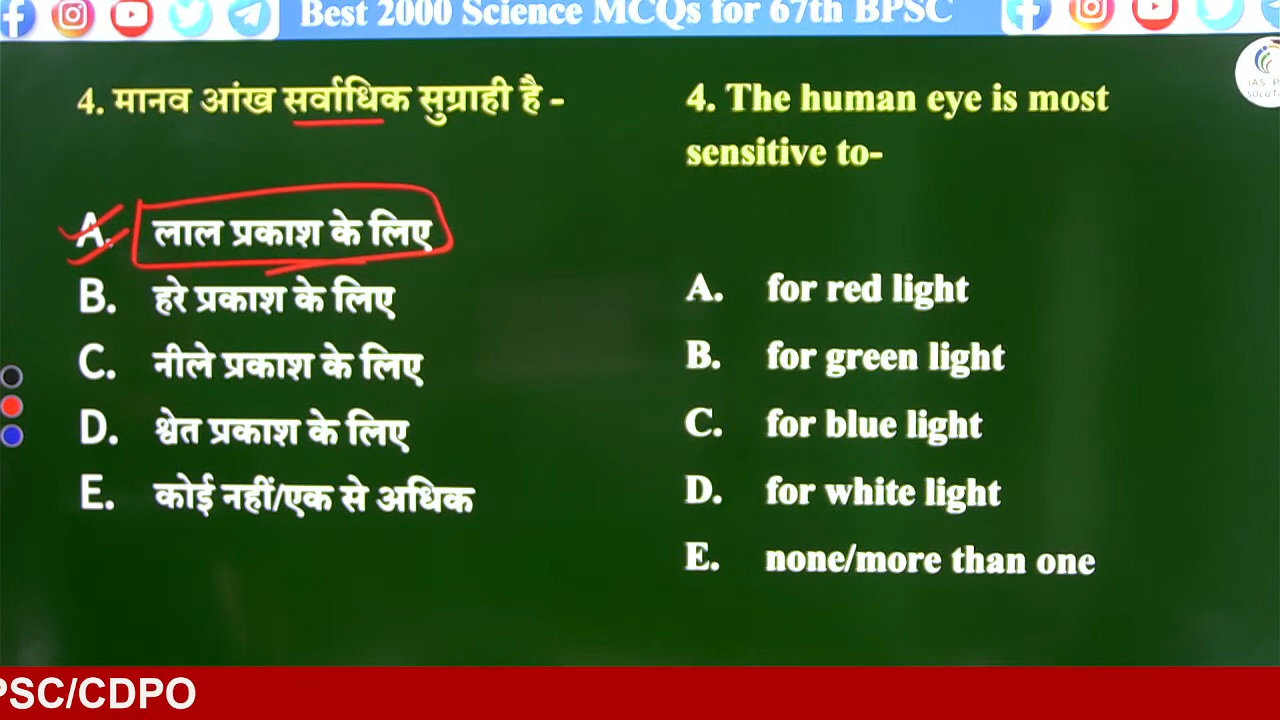 Best 2000 Science MCQs for 67th BPSC
4. मानव आंख सर्वाधिक सुग्राही है -
A. लाल प्रकाश के लिए
B. हरे प्रकाश के लिए
C. नीले प्रकाश के लिए
D. श्वेत प्रकाश के लिए
E. कोई नहीं/एक से अधिक
4. The human eye is most
sensitive to-
A. for red light
B. for green light
C. for blue light
D. for white light
E. none/more than one
IAS P
SOLUT
PSC/CDPO